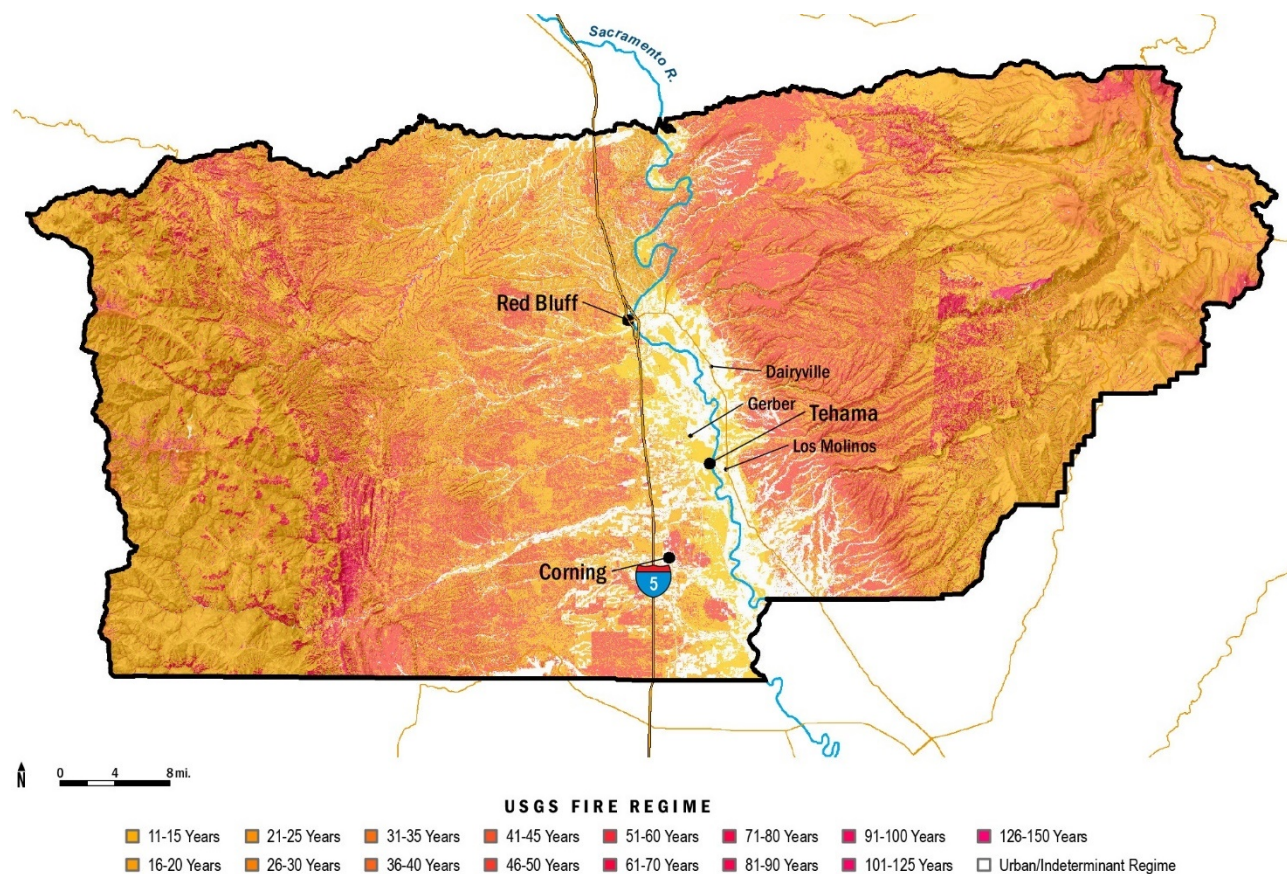 Sacramento R.
Red Bluff
Dairyville
Gerber
Tehama
Los Molinos
Corning
5
N
0 4 8 mi.
USGS FIRE REGIME
11-15 Years 21-25 Years 31-35 Years 41-45 Years 51-60 Years 71-80 Years 91-100 Years 126-150 Years
16-20 Years 26-30 Years 36-40 Years 46-50 Years 61-70 Years 81-90 Years 101-125 Years Urban/Indeterminant Regime